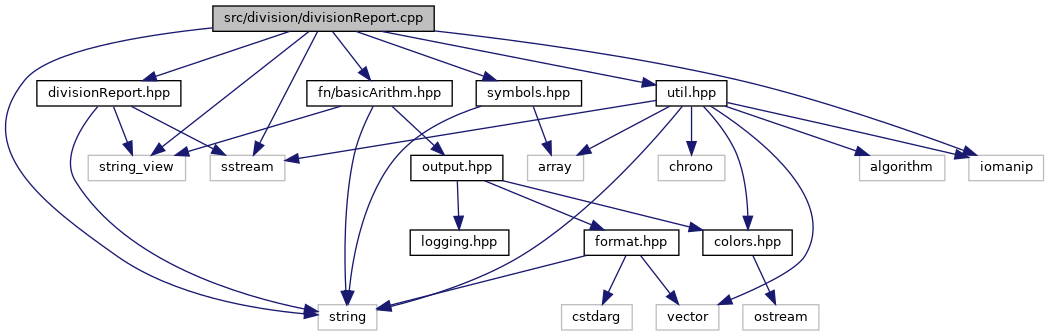 src/division/divisionReport.cpp
divisionReport.hpp
fn/basicArithm.hpp
symbols.hpp
util.hpp
string_view
sstream
output.hpp
array
chrono
algorithm
iomanip
logging.hpp
format.hpp
colors.hpp
string
cstdarg
vector
ostream